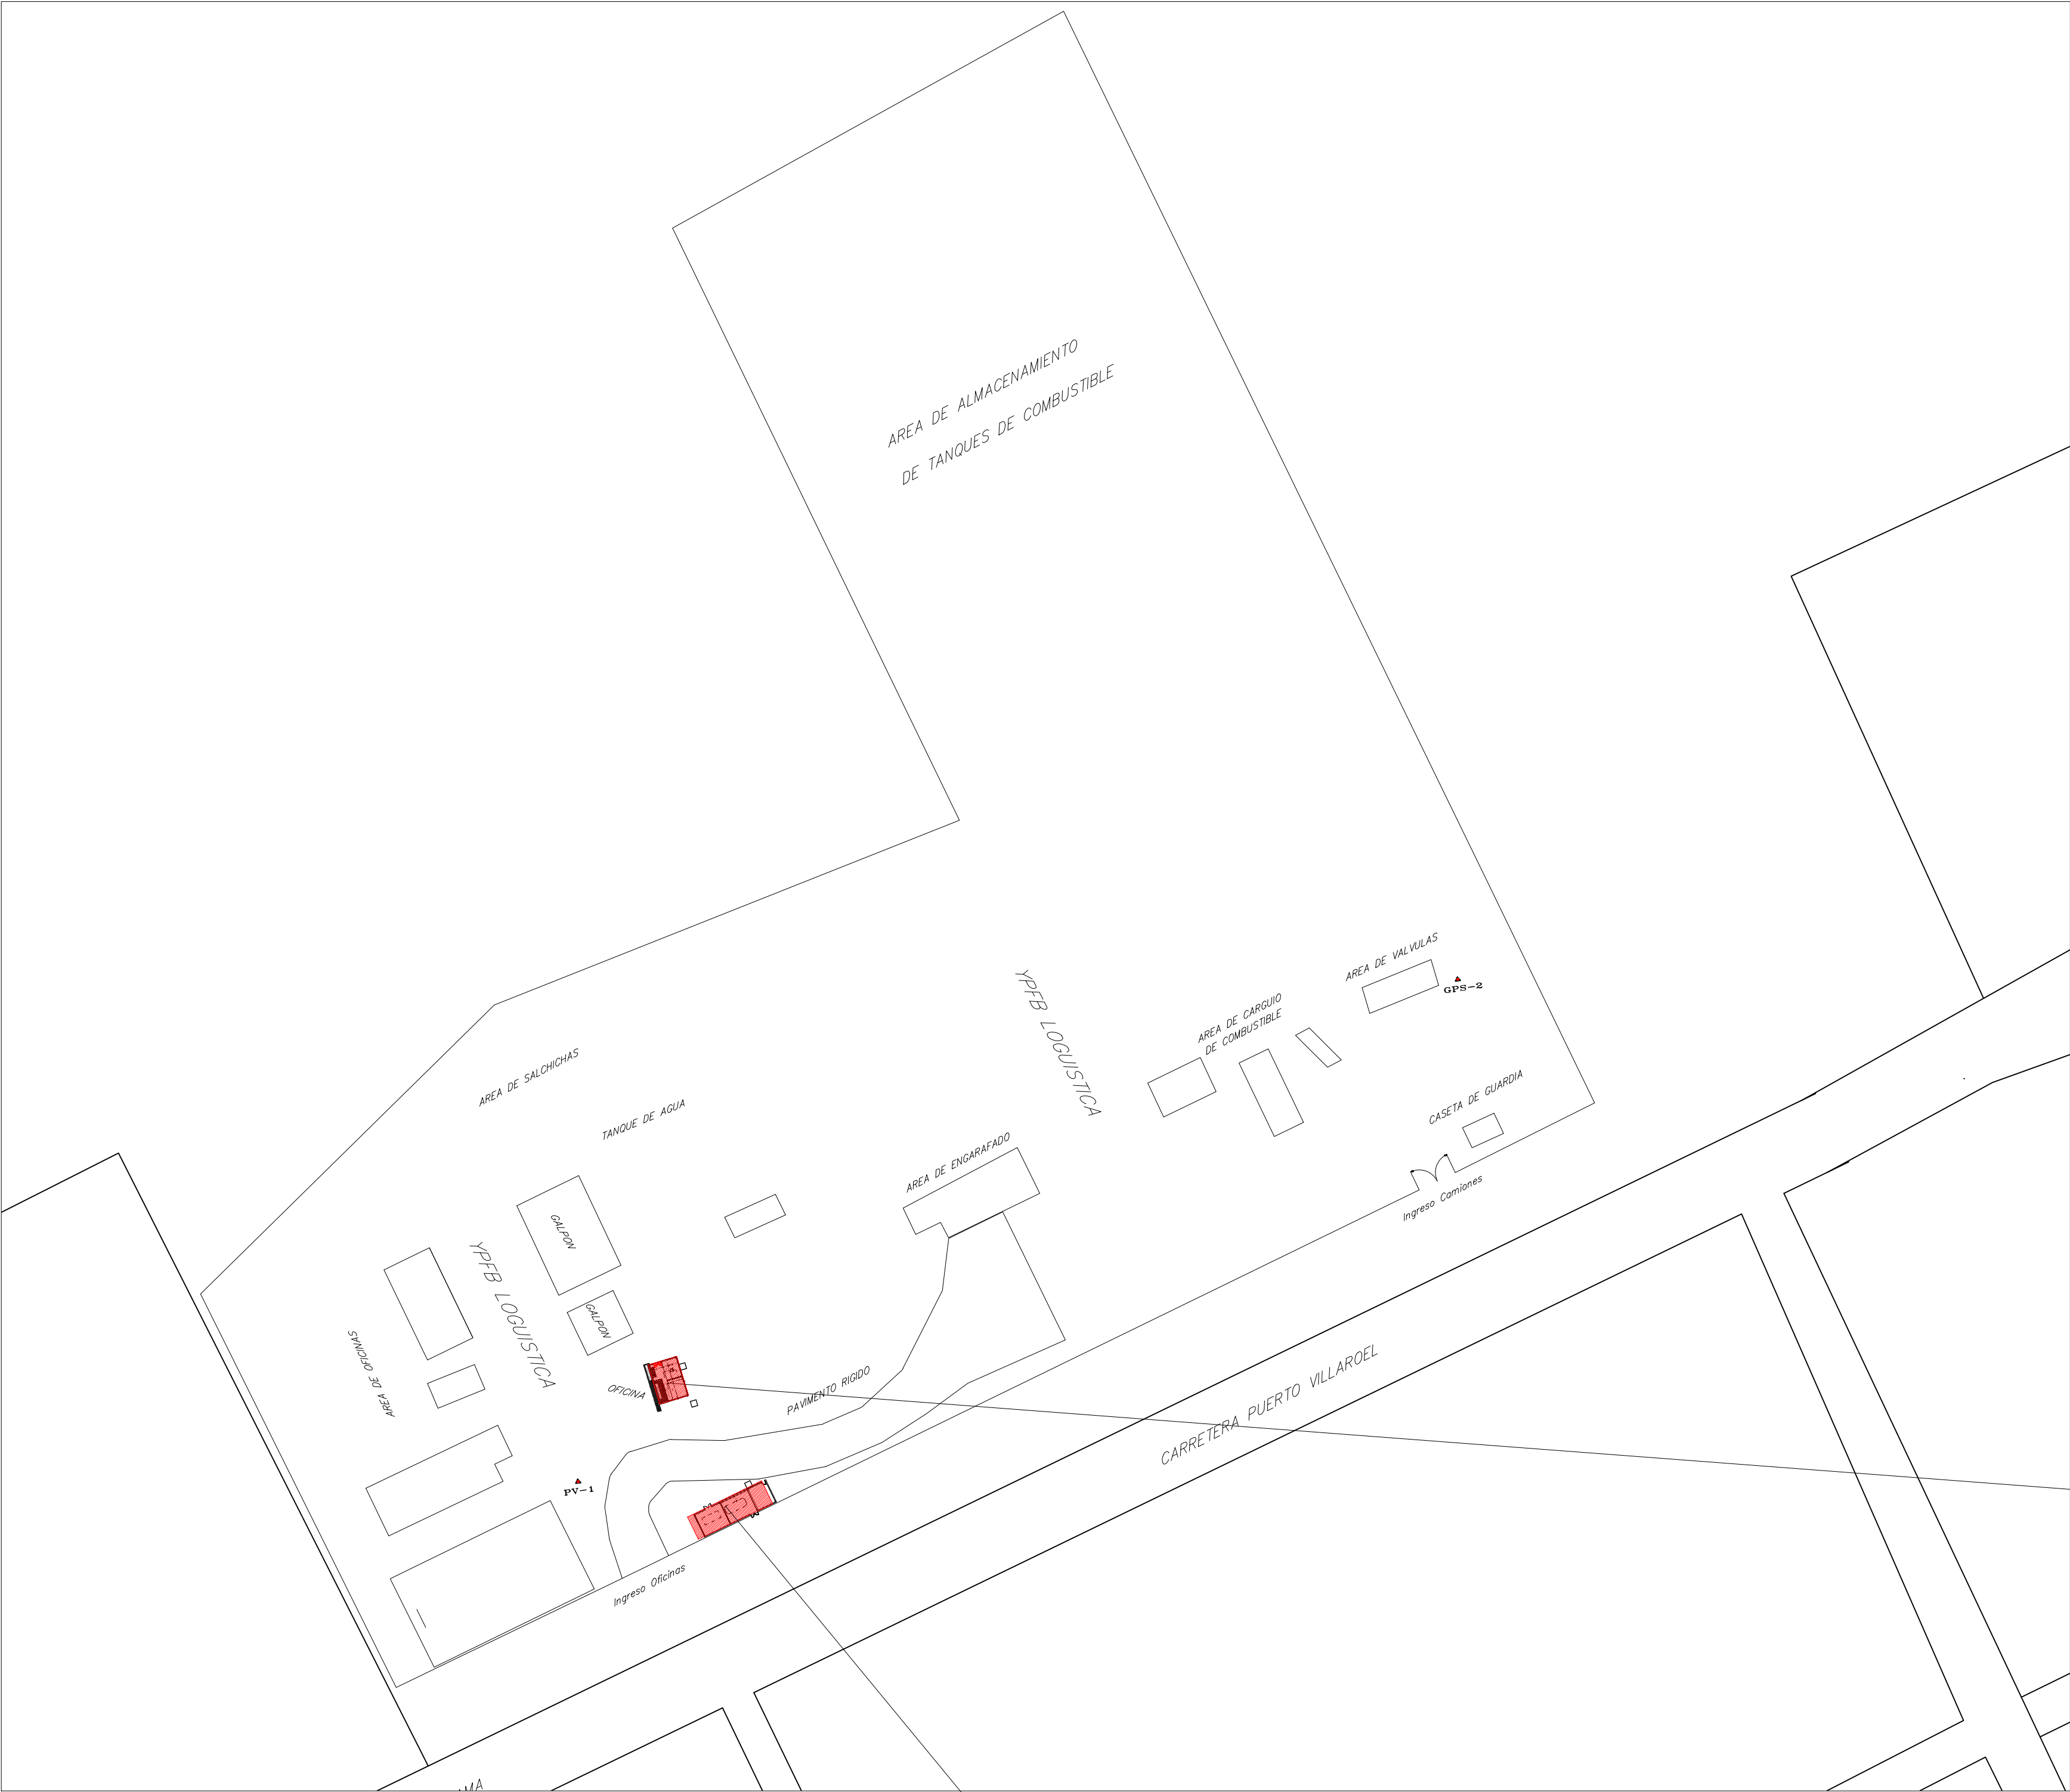 AREA DE ALMACENAMIENTO
DE TANQUES DE COMBUSTIBLE
AREA DE VALVULAS
GPS-2
YPFB LOGUISTICA
AREA DE CARGUIO
DE COMBUSTIBLE
AREA DE SALCHICHAS
TANQUE DE AGUA
CASETA DE GUARDIA
AREA DE ENGARAFADO
Ingreso Camiones
GALPON
YPFB LOGUISTICA
GALPON
AREA DE OFICINAS
OFICINA
PAVIMENTO RIGIDO
CARRETERA PUERTO VILLAROEL
PV-1
Ingreso Oficinas